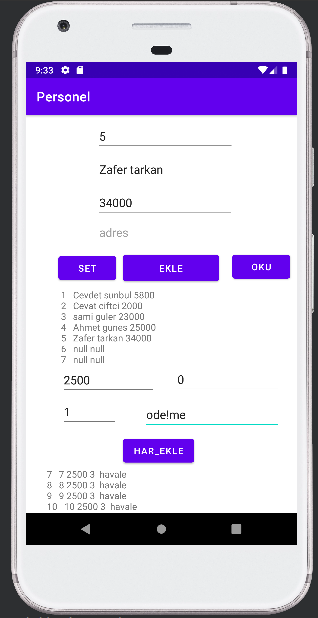 9:33
Personel
5
Zafer tarkan
34000
adres
SET EKLE OKU
1 Cevdet sunbul 5800
2 Cevat ciftci 2000
3 sami guler 23000
4 Ahmet gunes 25000
5 Zafer tarkan 34000
6 null null
7 null null
2500 0
1 ode!me
HAR_EKLE
7 7 2500 3 havale
8 8 2500 3 havale
9 9 2500 3 havale
10 10 2500 3 havale